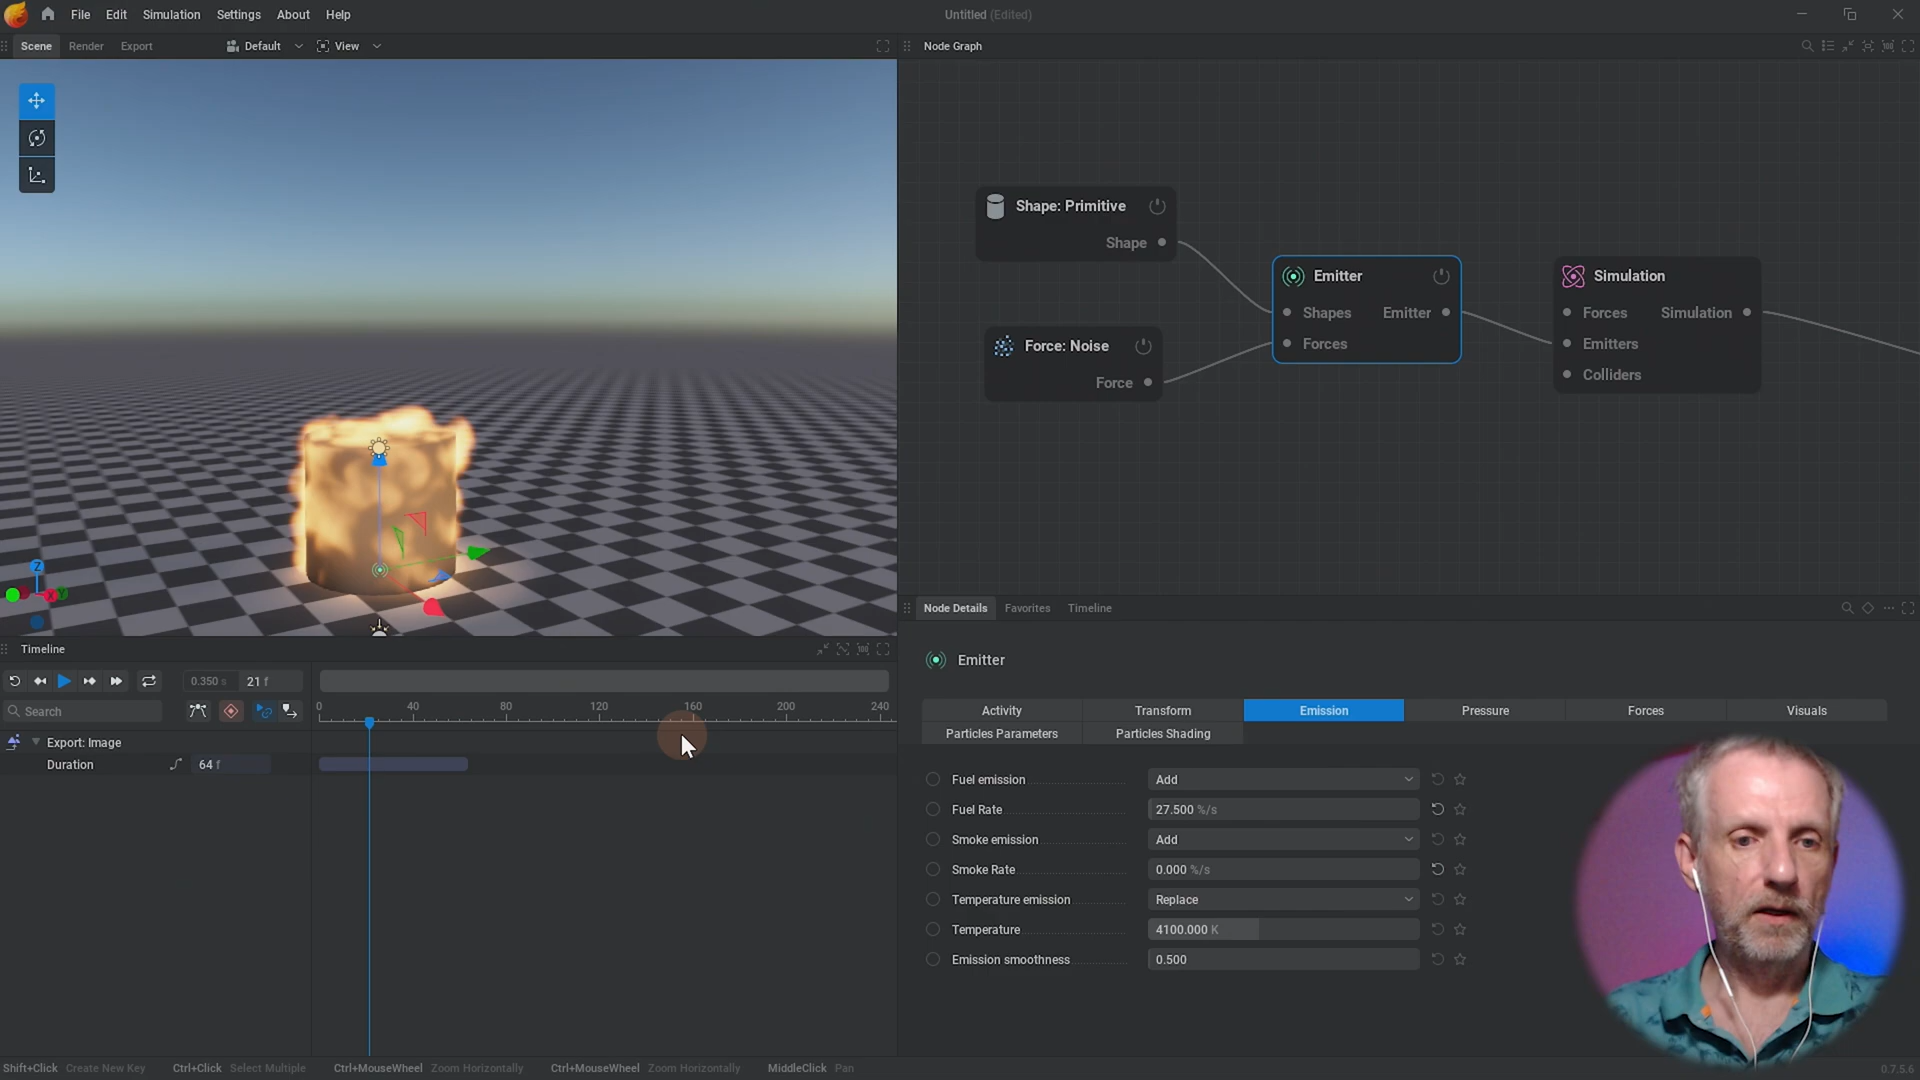 File Edit Simulation Settings About Help
Untitled (Edited)
Scene Render Export Default View
Node Graph
Shape: Primitive
Shape
Force: Noise
Force
Emitter
Shapes Emitter
Forces
Simulation
Forces Simulation
Emitters
Colliders
Z
X
Y
Timeline
0.350 s 21 f
Search
0 40 80 120 160 200 240
Export: Image
Duration 64 f
Node Details Favorites Timeline
Emitter
Activity Transform Emission Pressure Forces Visuals
Particles Parameters Particles Shading
Fuel emission Add
Fuel Rate 27.500 %/s
Smoke emission Add
Smoke Rate 0.000 %/s
Temperature emission Replace
Temperature 4100.000 K
Emission smoothness 0.500
Shift+Click Create New Key Ctrl+Click Select Multiple Ctrl+MouseWheel Zoom Horizontally Ctrl+MouseWheel Zoom Horizontally MiddleClick Pan
0.7.5.6